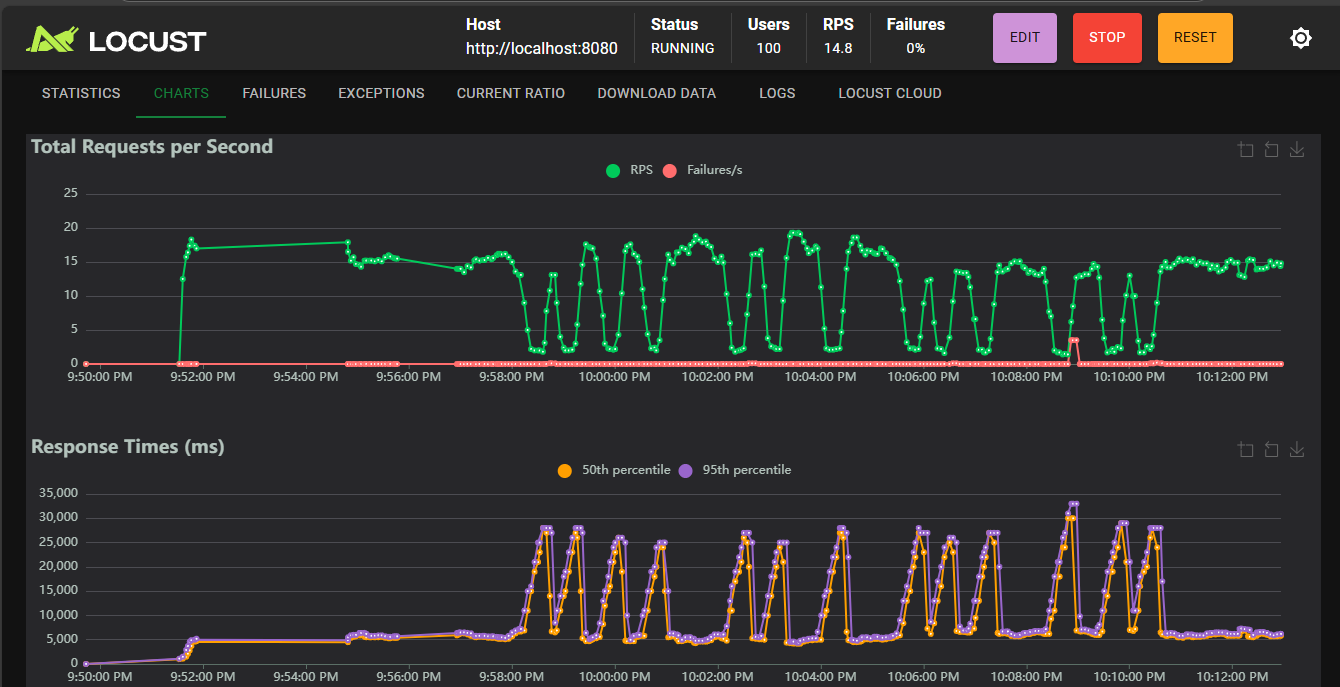 LOCUST
Host Status Users RPS Failures
http://localhost:8080 RUNNING 100 14.8 0%
EDIT STOP RESET
STATISTICS CHARTS FAILURES EXCEPTIONS CURRENT RATIO DOWNLOAD DATA LOGS LOCUST CLOUD
Total Requests per Second
RPS Failures/s
25
20
15
10
5
0
9:50:00 PM 9:52:00 PM 9:54:00 PM 9:56:00 PM 9:58:00 PM 10:00:00 PM 10:02:00 PM 10:04:00 PM 10:06:00 PM 10:08:00 PM 10:10:00 PM 10:12:00 PM
Response Times (ms)
50th percentile 95th percentile
35,000
30,000
25,000
20,000
15,000
10,000
5,000
0
9:50:00 PM 9:52:00 PM 9:54:00 PM 9:56:00 PM 9:58:00 PM 10:00:00 PM 10:02:00 PM 10:04:00 PM 10:06:00 PM 10:08:00 PM 10:10:00 PM 10:12:00 PM